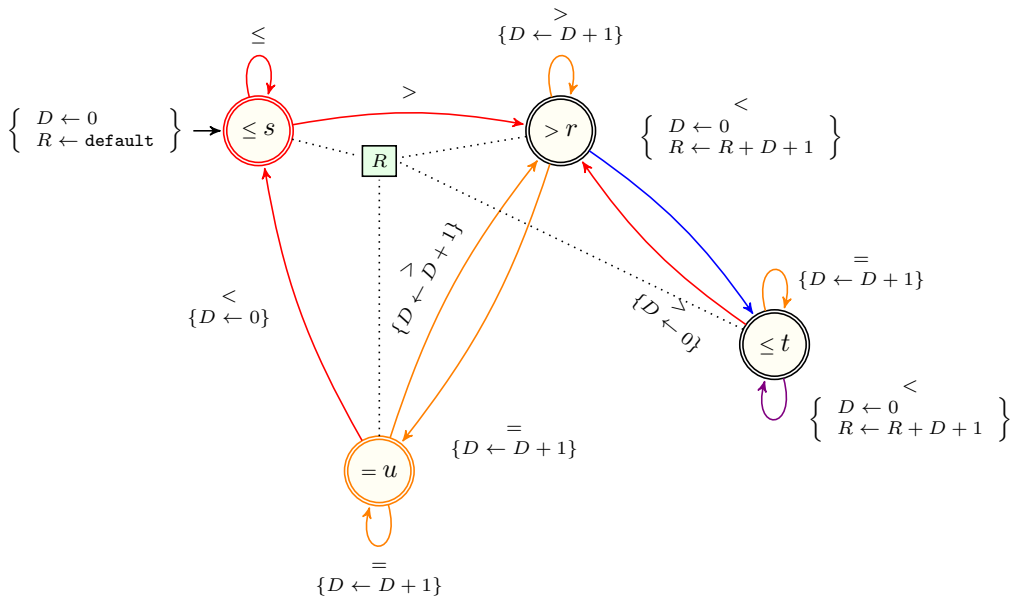 >
{D ← D + 1}
≤
{ D ← 0
R ← default }
≤ s
>
> r
<
{ D ← 0
R ← R + D + 1 }
R
>
{D ← D + 1}
<
{D ← 0}
=
{D ← D + 1}
>
{D ← 0}
≤ t
<
{ D ← 0
R ← R + D + 1 }
=
{D ← D + 1}
= u
=
{D ← D + 1}